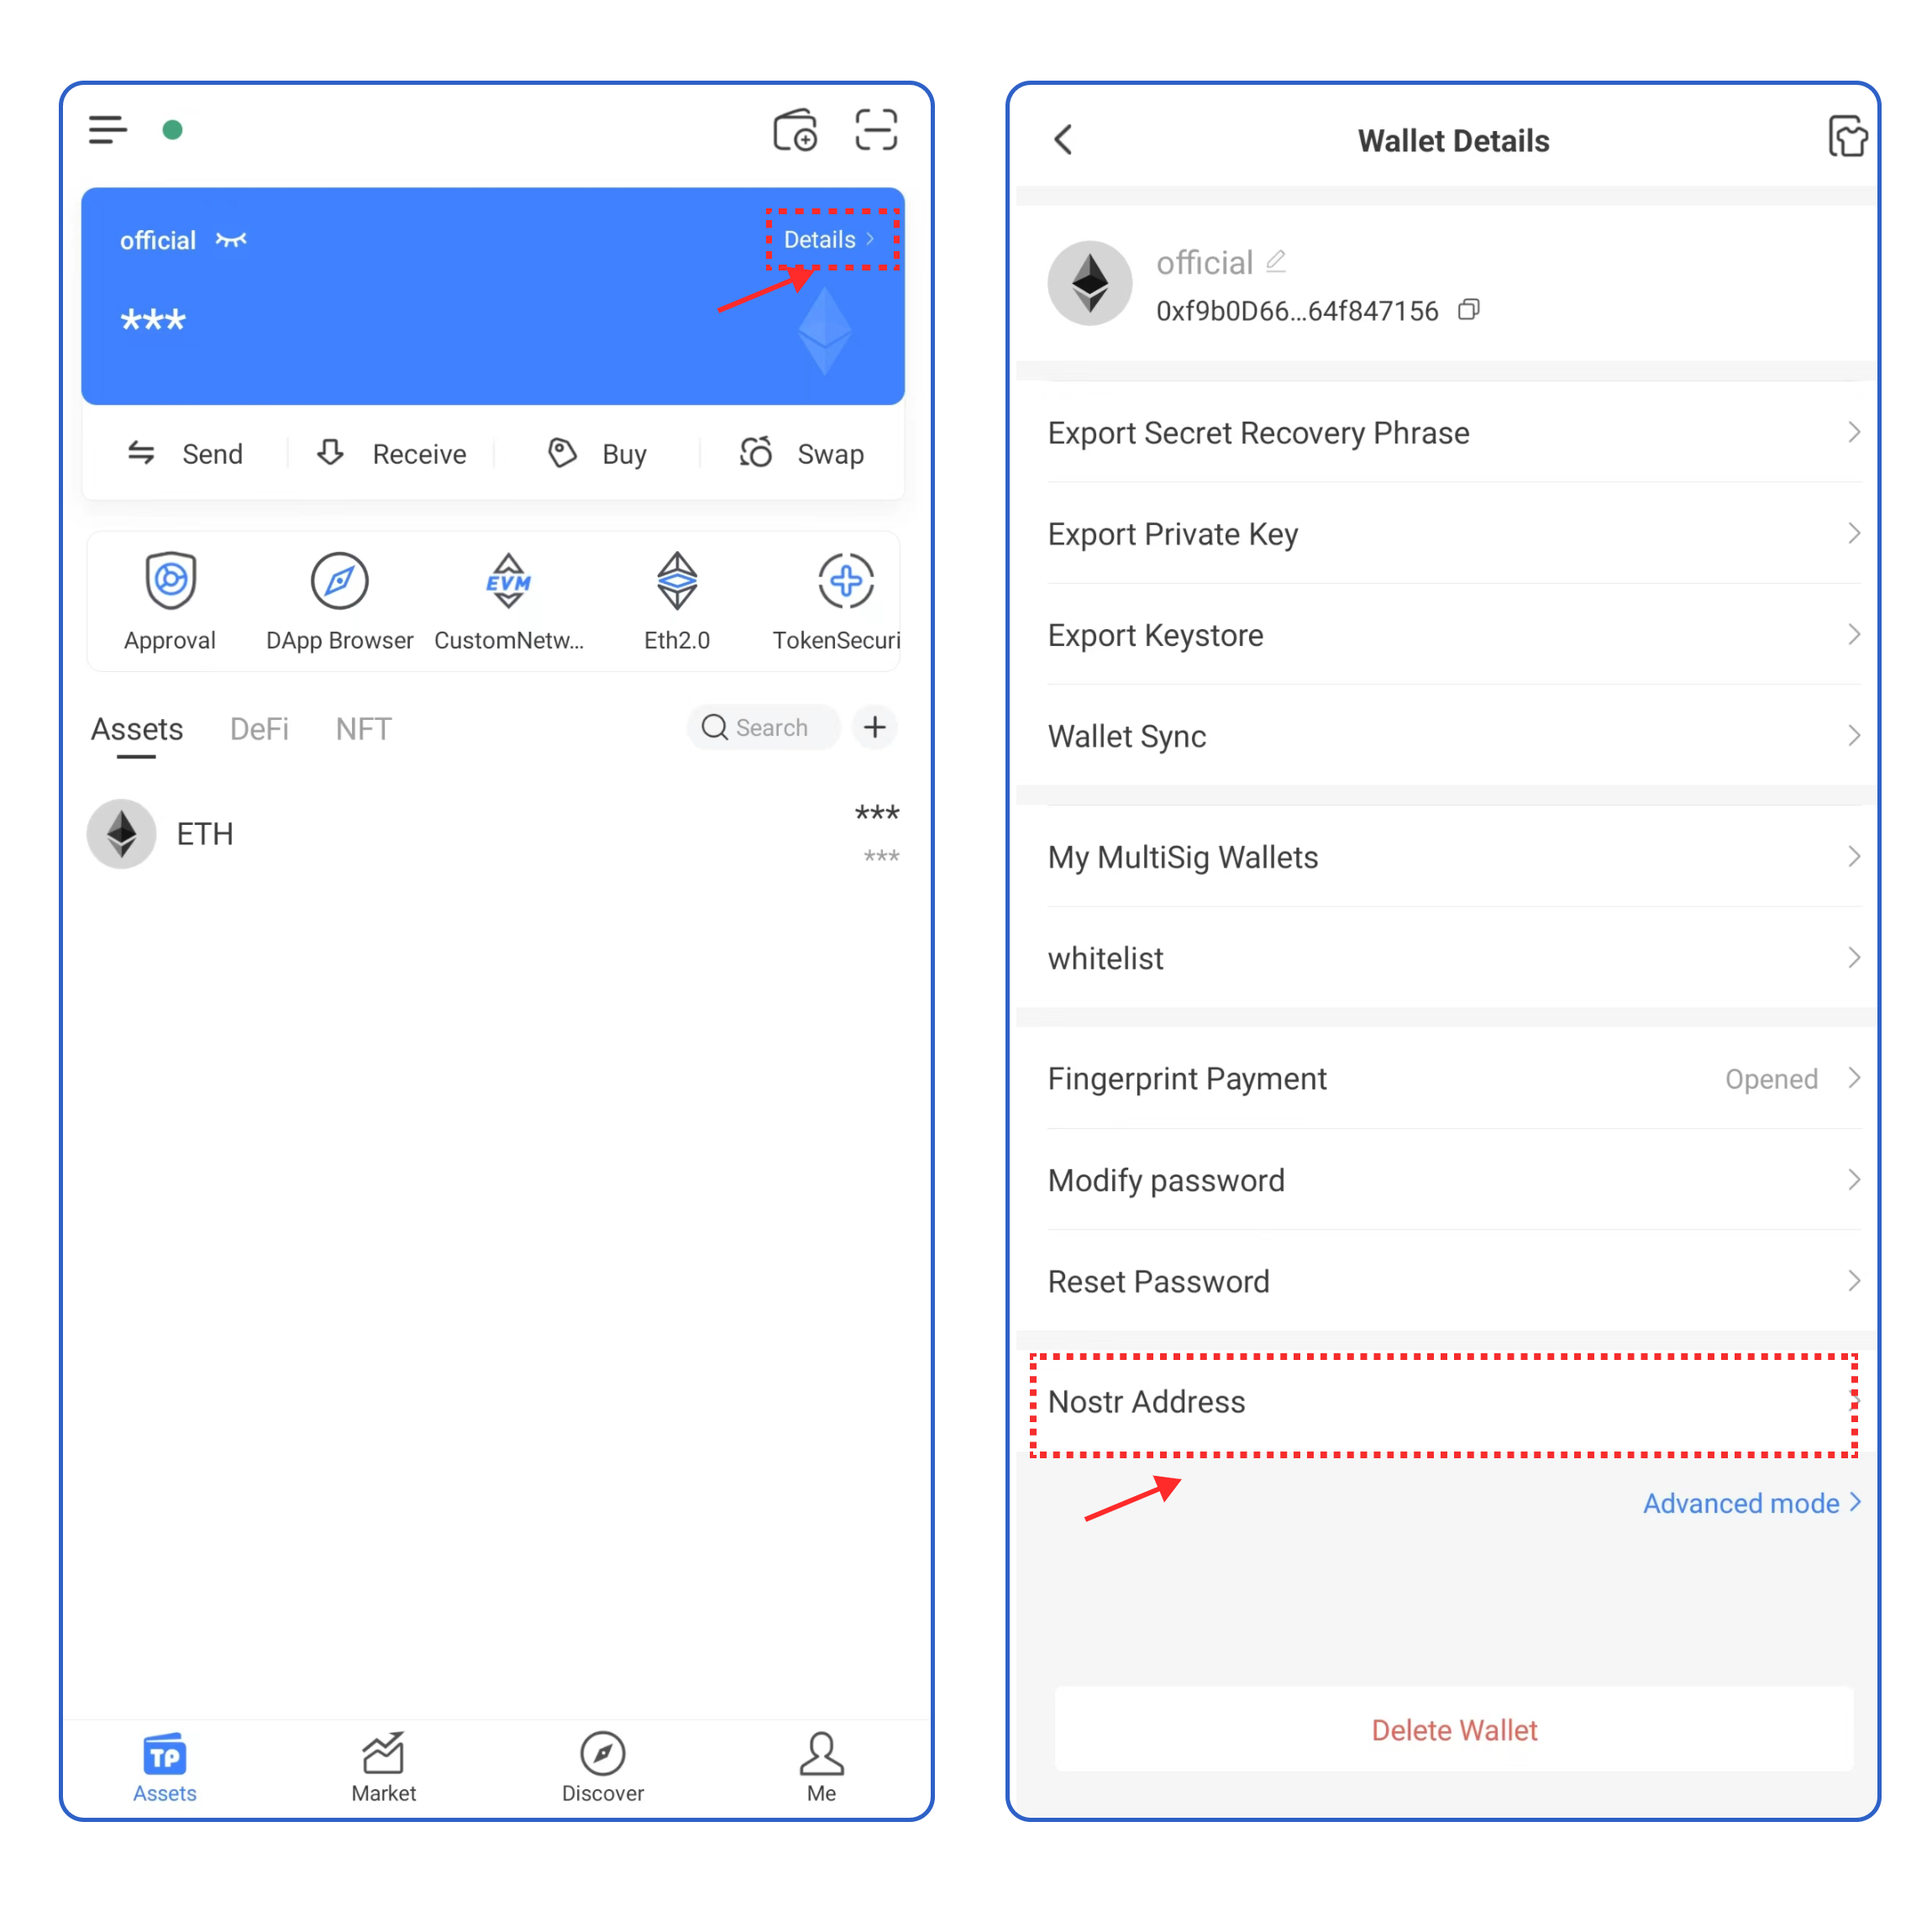 official
Details
***
Send Receive Buy Swap
EVM
Approval DApp Browser CustomNetw... Eth2.0 TokenSecuri
Assets DeFi NFT Search
ETH
***
***
TP
Assets Market Discover Me
Wallet Details
official
0xf9b0D66...64f847156
Export Secret Recovery Phrase
Export Private Key
Export Keystore
Wallet Sync
My MultiSig Wallets
whitelist
Fingerprint Payment Opened
Modify password
Reset Password
Nostr Address
Advanced mode
Delete Wallet